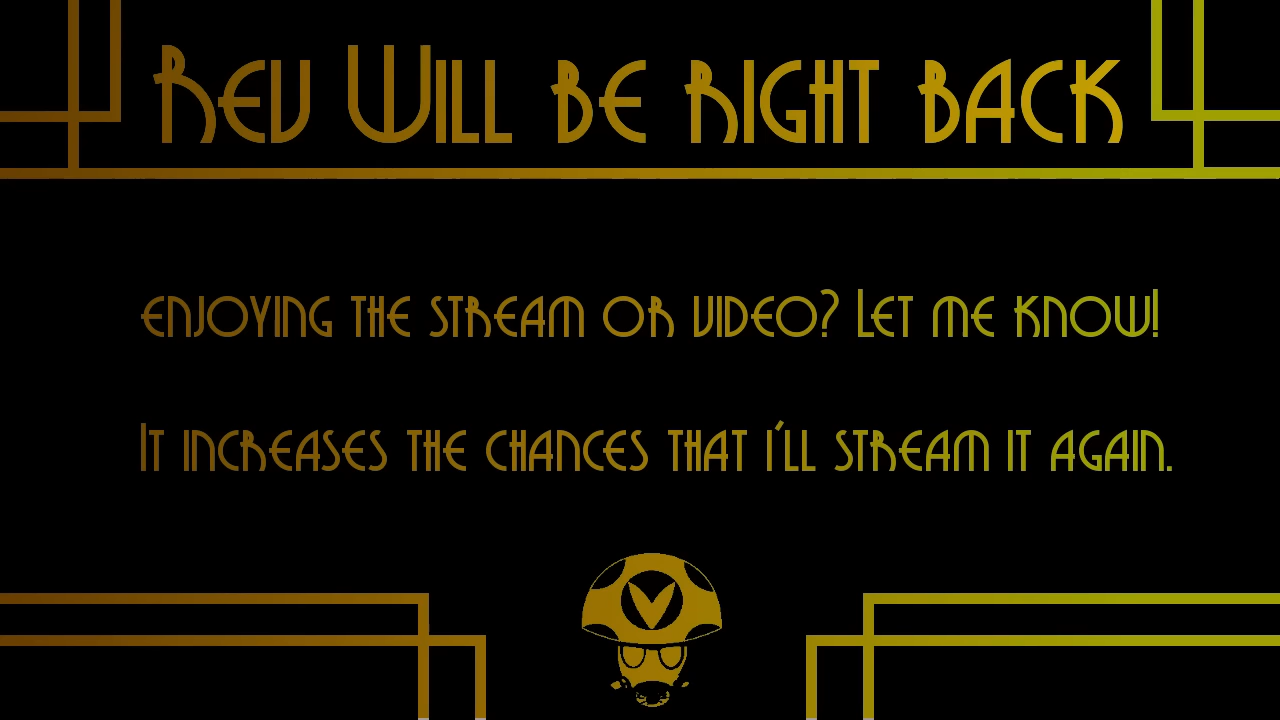 Rev Will be right back
enjoying the stream or video? Let me know!
It increases the chances that i'll stream it again.